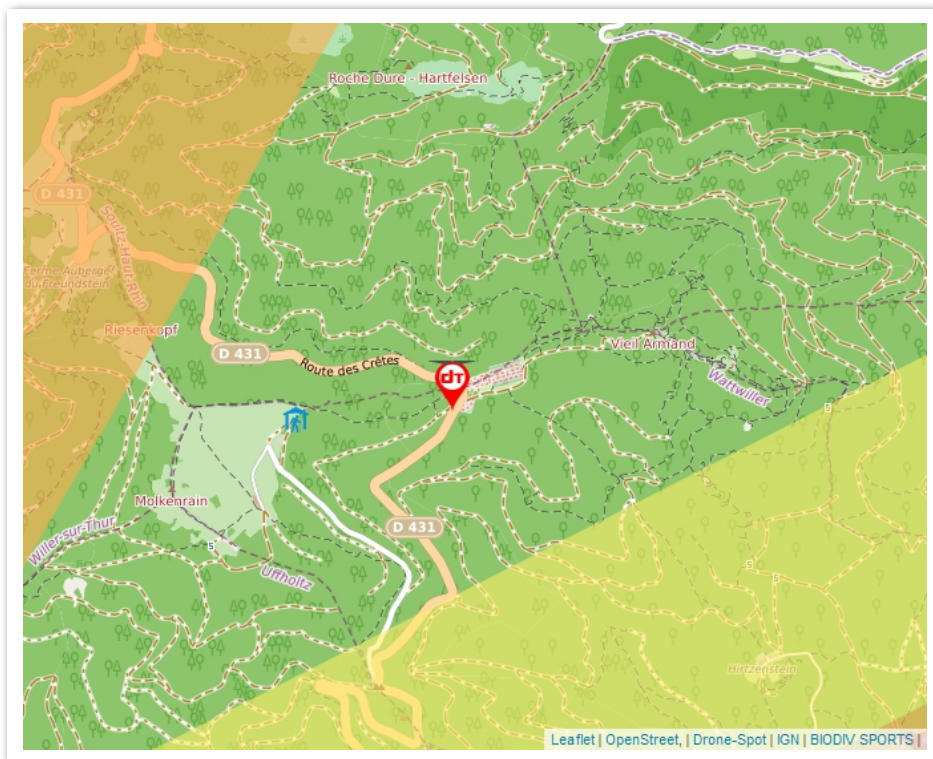 Roche Dure - Hartfelsen
D 431
Soultz-Haut-Rhin
Ferme Auberge
du Freundstein
Riesenkopf
D 431
Route des Crêtes
dT
Vieil Armand
Wattwiller
S
Molkenrain
D 431
Willer-sur-Thur
S
Uffholtz
S
S
Hirtzenstein
Leaflet | OpenStreet, | Drone-Spot | IGN | BIODIV SPORTS |